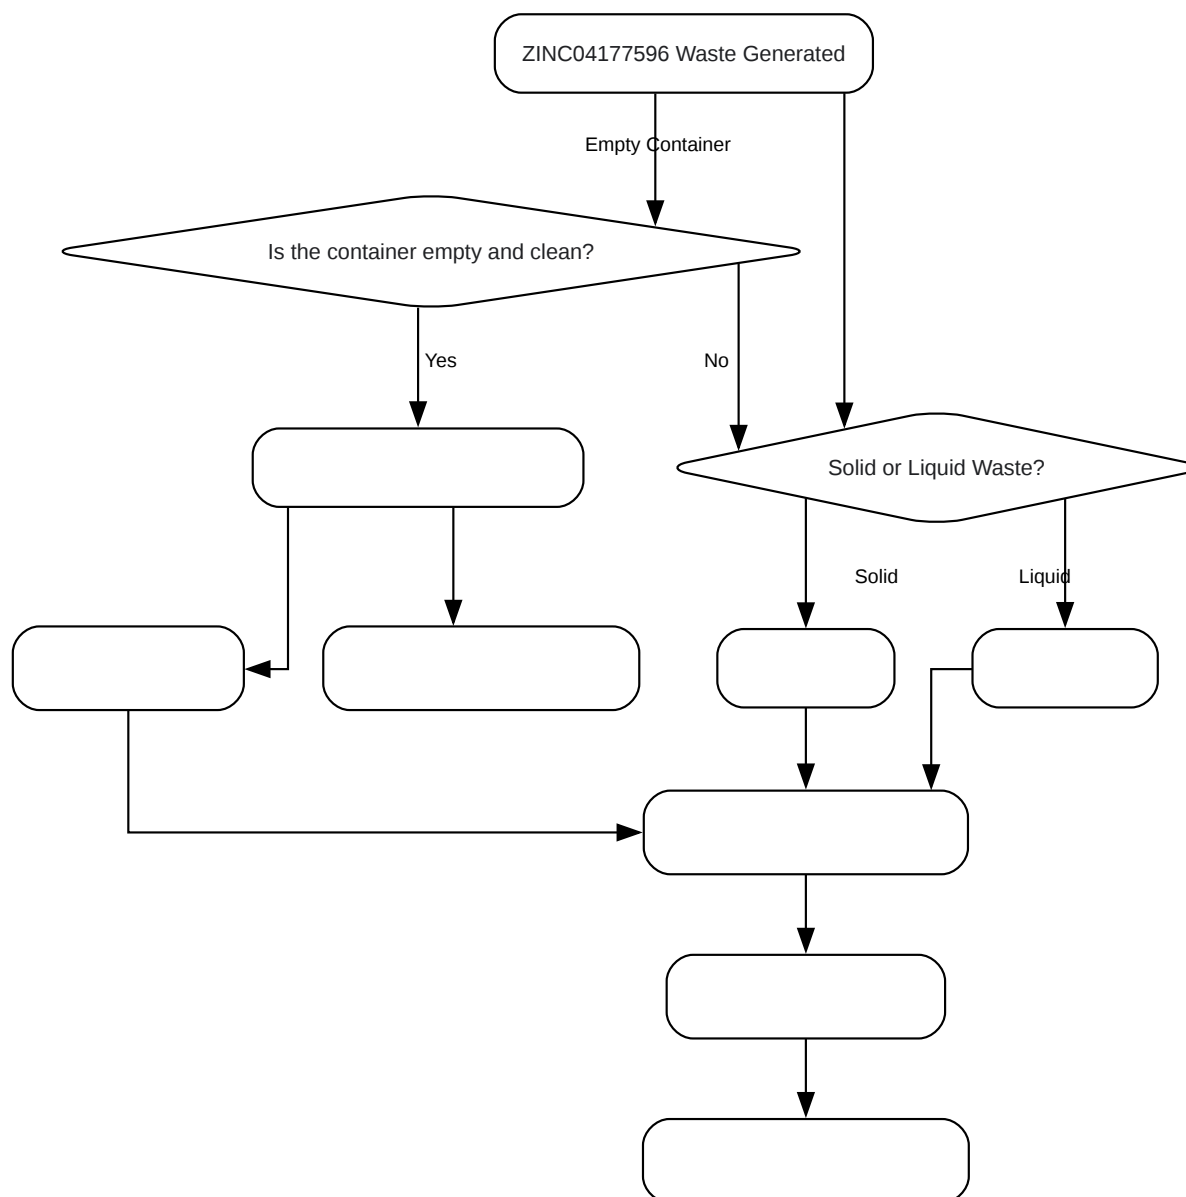 ZINC04177596 Waste Generated
Empty Container
Is the container empty and clean?
Yes
No
Solid or Liquid Waste?
Solid
Liquid